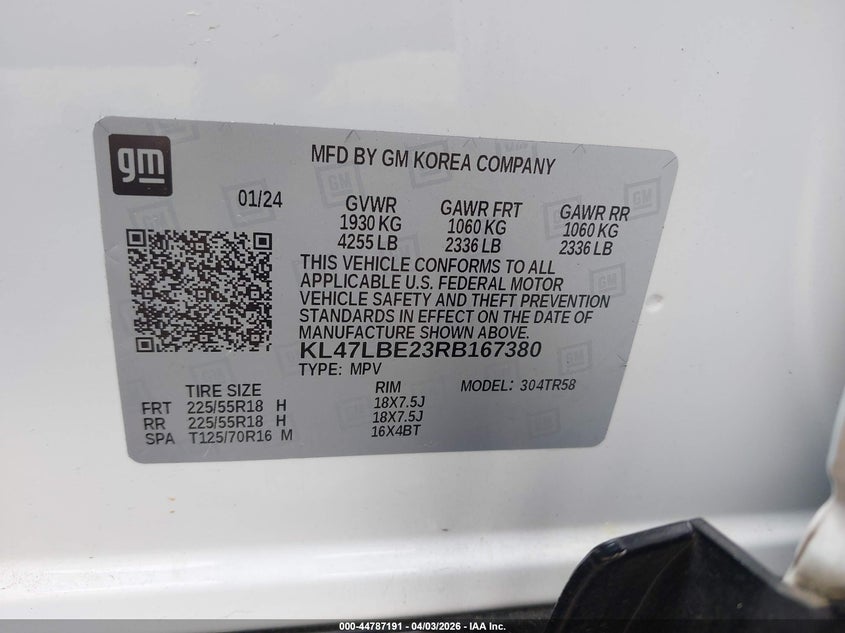 gm
MFD BY GM KOREA COMPANY
01/24
GVWR GAWR FRT GAWR RR
1930 KG 1060 KG 1060 KG
4255 LB 2336 LB 2336 LB
THIS VEHICLE CONFORMS TO ALL
APPLICABLE U.S. FEDERAL MOTOR
VEHICLE SAFETY AND THEFT PREVENTION
STANDARDS IN EFFECT ON THE DATE OF
MANUFACTURE SHOWN ABOVE.
KL47LBE23RB167380
TYPE: MPV
TIRE SIZE RIM MODEL: 304TR58
FRT 225/55R18 H 18X7.5J
RR 225/55R18 H 18X7.5J
SPA T125/70R16 M 16X4BT
000-44787191 - 04/03/2026 - IAA Inc.